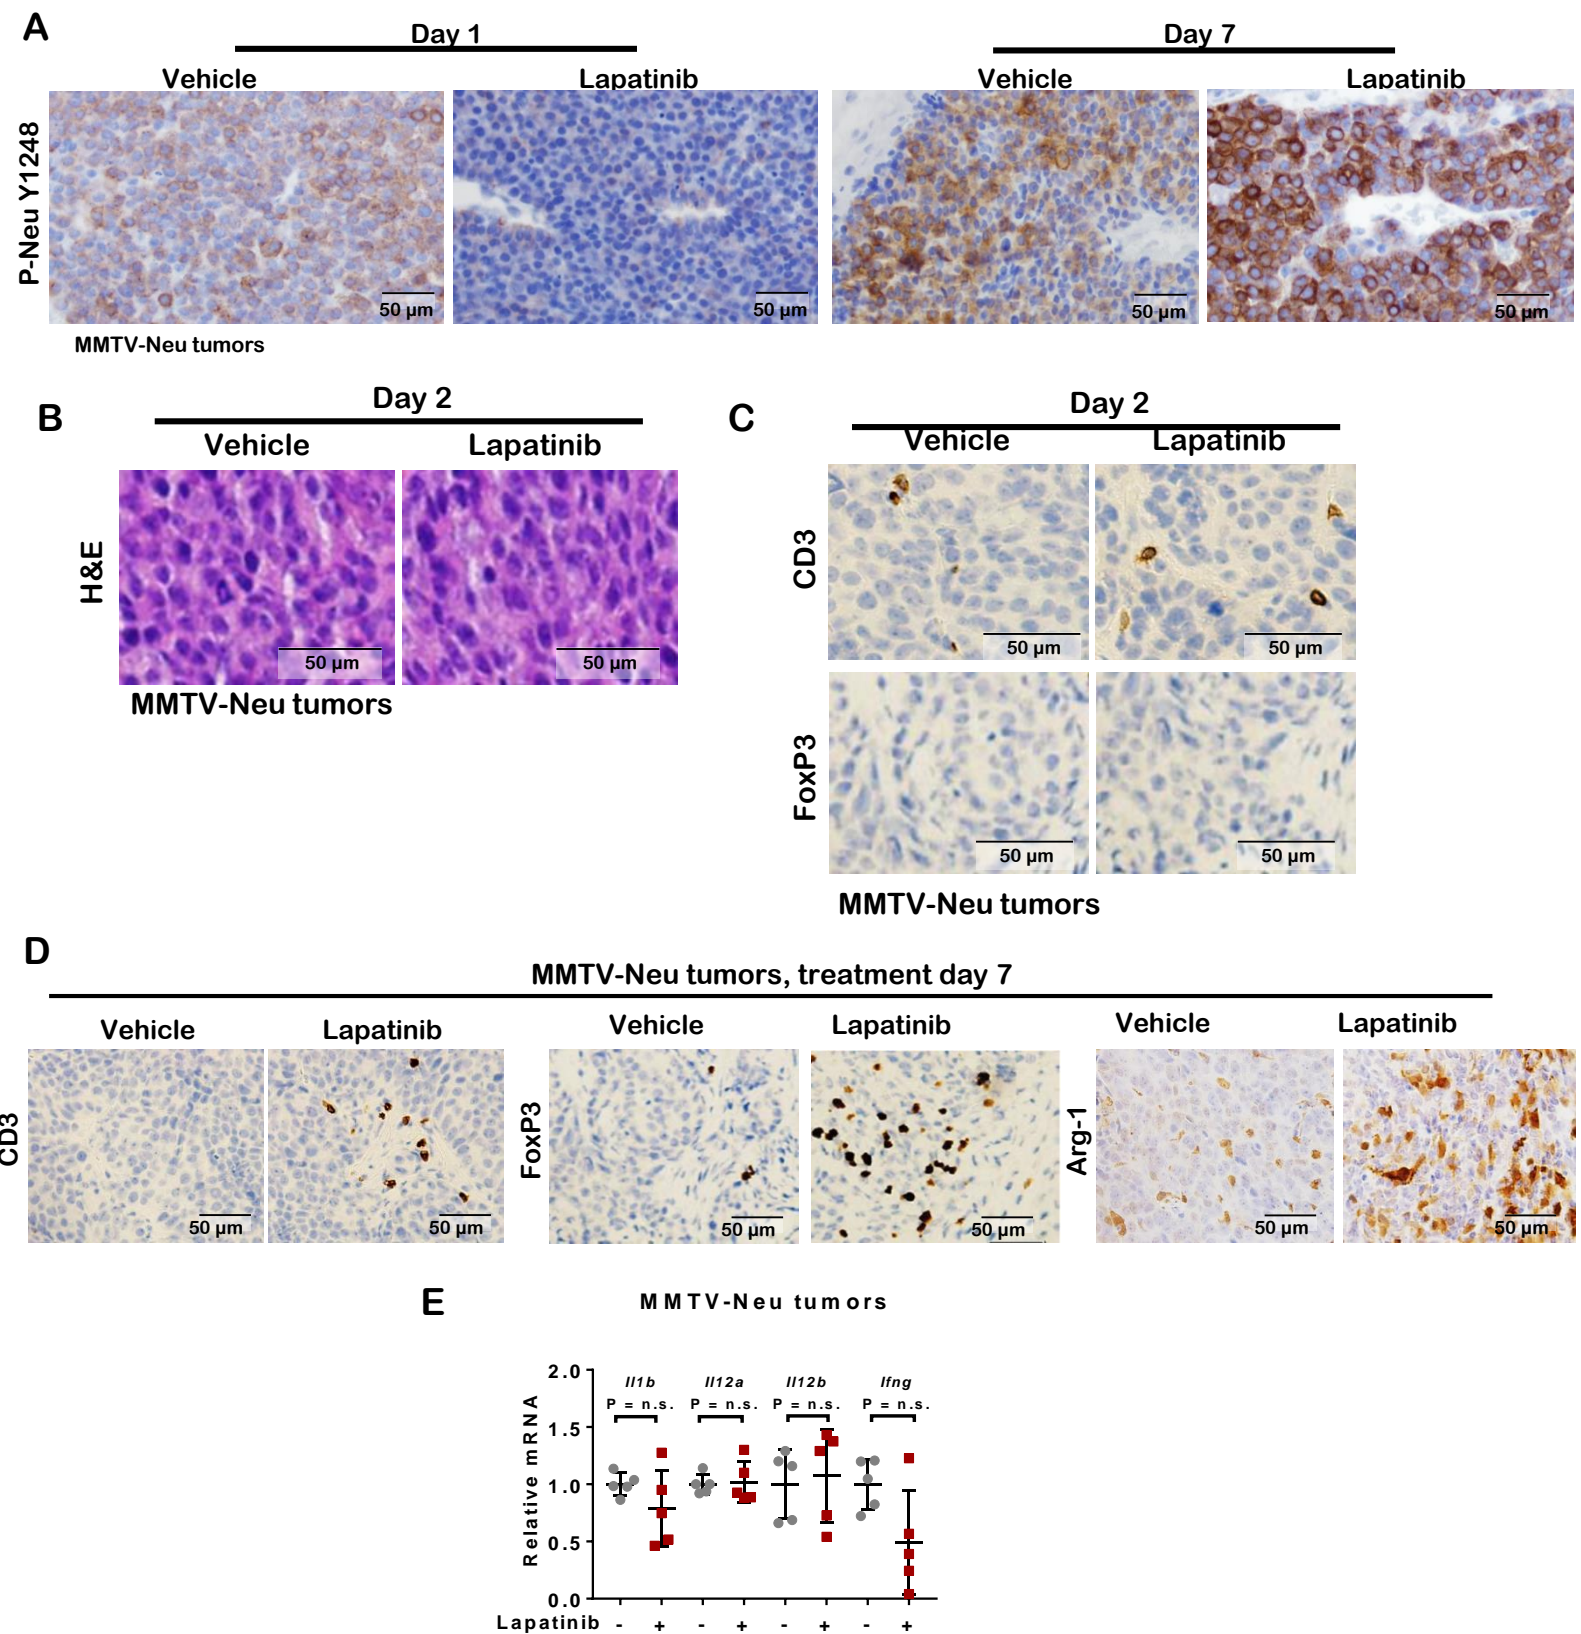 A
Day 1
Day 7
Vehicle
Lapatinib
Vehicle
Lapatinib
P-Neu Y1248
50 µm
50 µm
50 µm
50 µm
MMTV-Neu tumors
B
Day 2
Vehicle
Lapatinib
H&E
50 µm
50 µm
MMTV-Neu tumors
C
Day 2
Vehicle
Lapatinib
CD3
50 µm
50 µm
FoxP3
50 µm
50 µm
MMTV-Neu tumors
D
MMTV-Neu tumors, treatment day 7
Vehicle
Lapatinib
Vehicle
Lapatinib
Vehicle
Lapatinib
CD3
50 µm
50 µm
FoxP3
50 µm
50 µm
Arg-1
50 µm
50 µm
E
MMTV-Neu tumors
Relative mRNA
2.0
1.5
1.0
0.5
0.0
Il1b
Il12a
Il12b
Ifng
P = n.s.
P = n.s.
P = n.s.
P = n.s.
Lapatinib - + - + - + - +